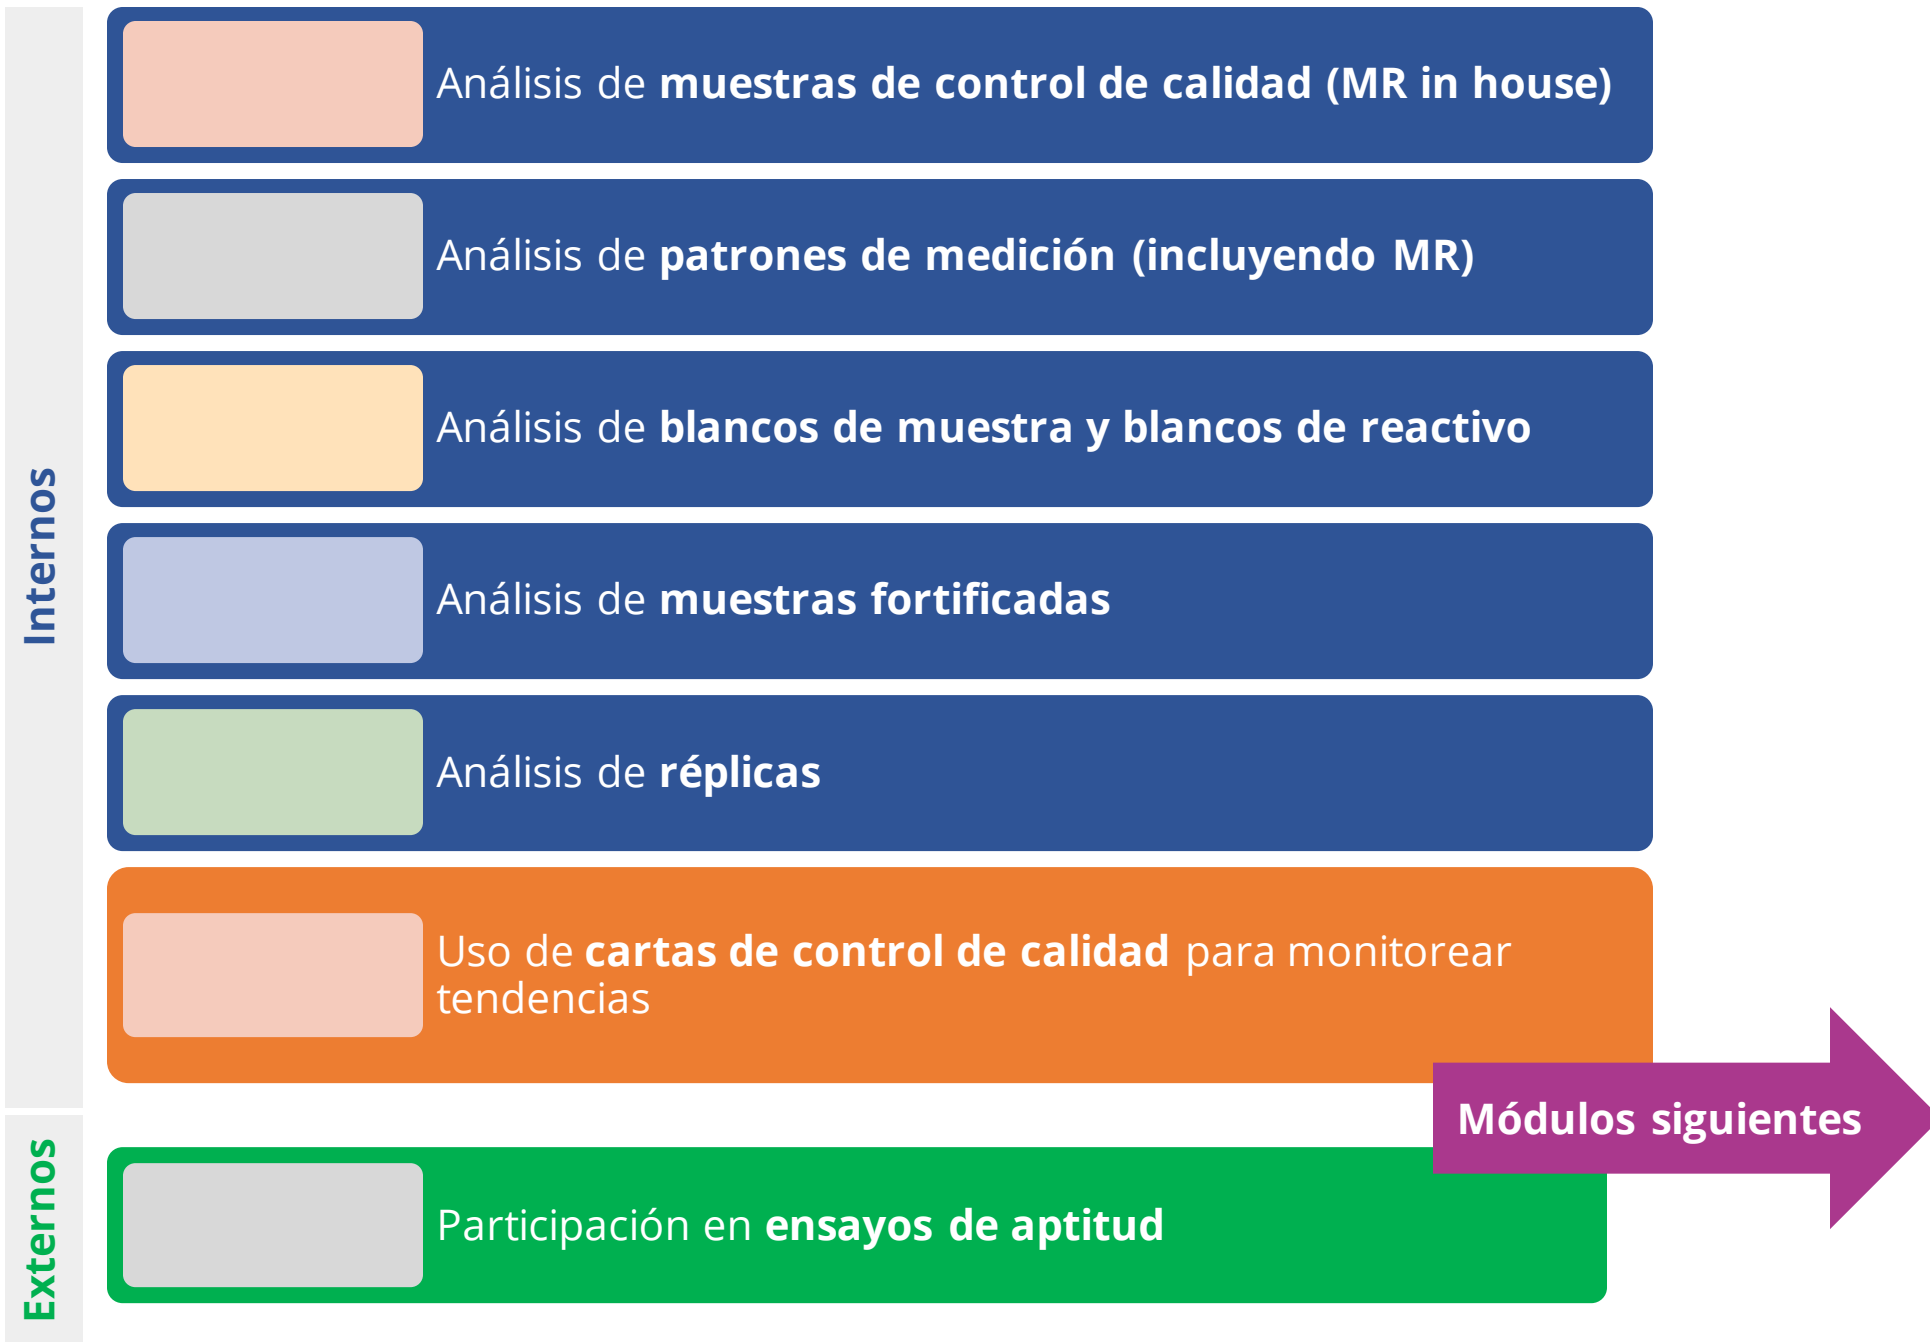 Internos
Análisis de muestras de control de calidad (MR in house)
Análisis de patrones de medición (incluyendo MR)
Análisis de blancos de muestra y blancos de reactivo
Análisis de muestras fortificadas
Análisis de réplicas
Uso de cartas de control de calidad para monitorear
tendencias
Módulos siguientes
Externos
Participación en ensayos de aptitud